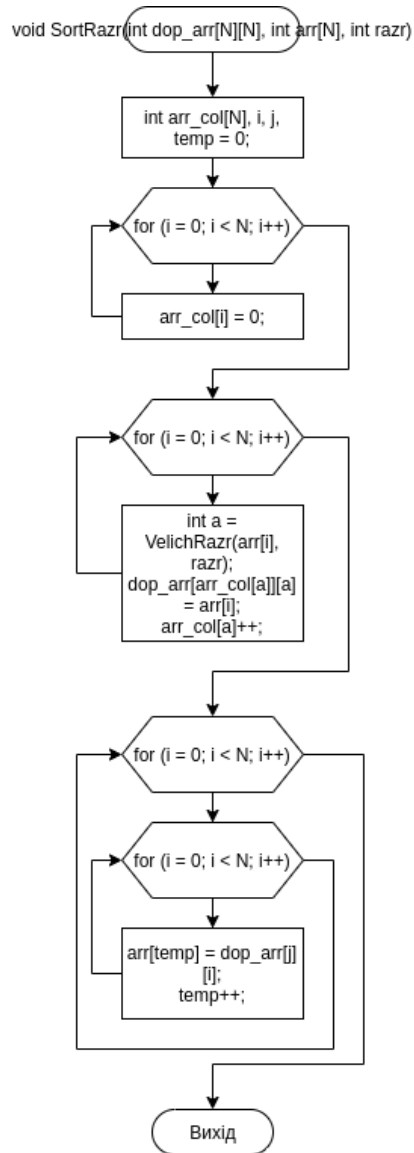 void SortRazr(int dop_arr[N][N], int arr[N], int razr)
int arr_col[N], i, j,
temp = 0;
for (i = 0; i < N; i++)
arr_col[i] = 0;
for (i = 0; i < N; i++)
int a =
VelichRazr(arr[i],
razr);
dop_arr[arr_col[a]][a]
= arr[i];
arr_col[a]++;
for (i = 0; i < N; i++)
for (i = 0; i < N; i++)
arr[temp] = dop_arr[j]
[i];
temp++;
Вихід